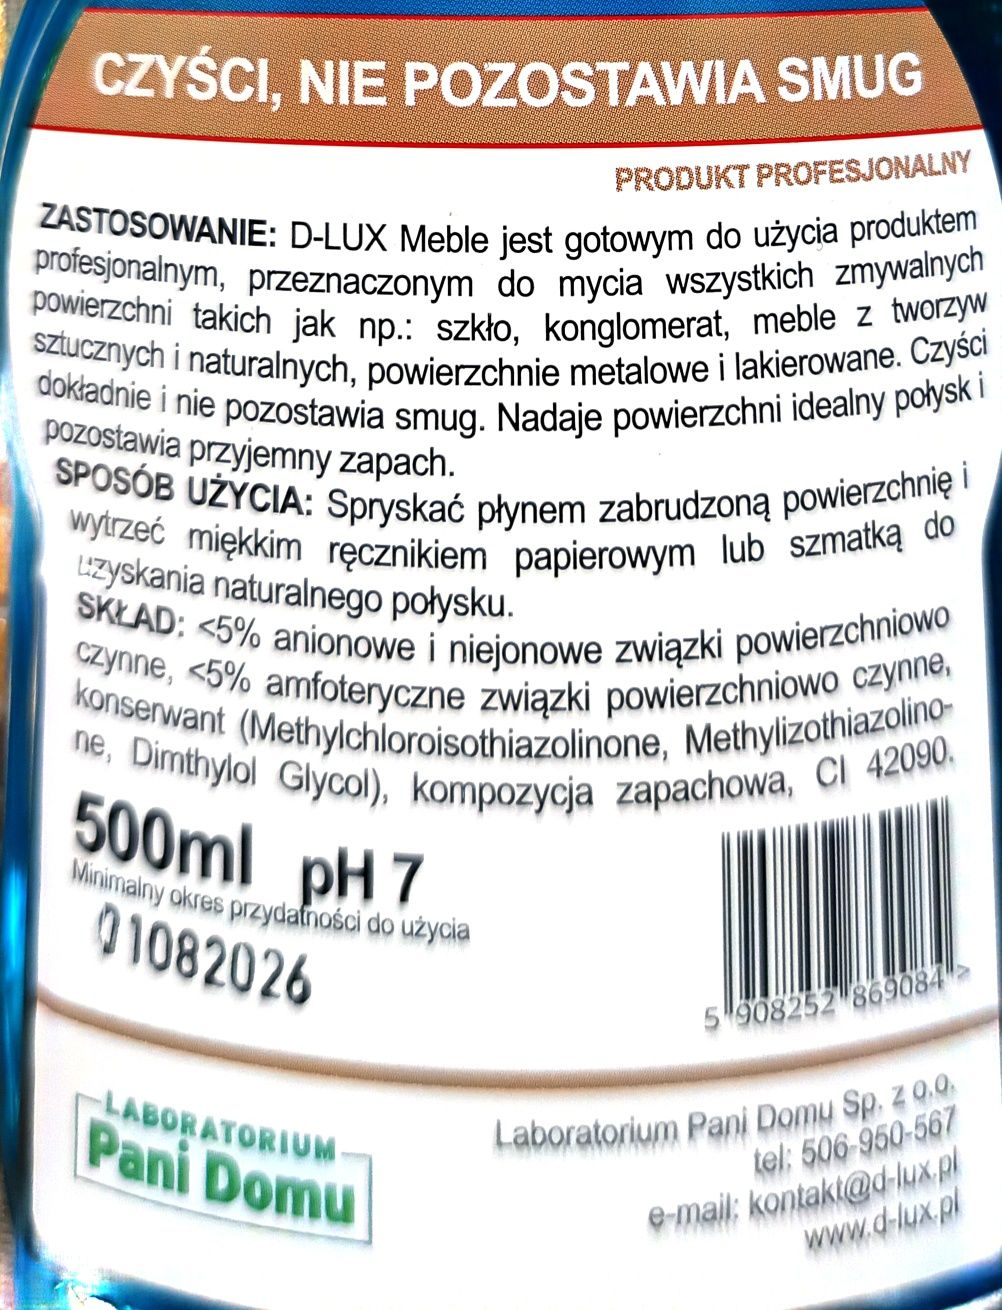 CZYŚCI, NIE POZOSTAWIA SMUG
PRODUKT PROFESJONALNY
ZASTOSOWANIE: D-LUX Meble jest gotowym do użycia produktem
profesjonalnym, przeznaczonym do mycia wszystkich zmywalnych
powierzchni takich jak np.: szkło, konglomerat, meble z tworzyw
sztucznych i naturalnych, powierzchnie metalowe i lakierowane. Czyści
dokładnie i nie pozostawia smug. Nadaje powierzchni idealny połysk i
pozostawia przyjemny zapach.
SPOSÓB UŻYCIA: Spryskać płynem zabrudzoną powierzchnię i
wytrzeć miękkim ręcznikiem papierowym lub szmatką do
uzyskania naturalnego połysku.
SKŁAD: <5% anionowe i niejonowe związki powierzchniowo
czynne, <5% amfoteryczne związki powierzchniowo czynne,
konserwant (Methylchloroisothiazolinone, Methylizothiazolino-
ne, Dimthylol Glycol), kompozycja zapachowa, CI 42090.
500ml pH 7
Minimalny okres przydatności do użycia
01082026
5 908252 869084 >
LABORATORIUM
Pani Domu
Laboratorium Pani Domu Sp. z o.o.
tel: 506-950-567
e-mail: kontakt@d-lux.pl
www.d-lux.pl